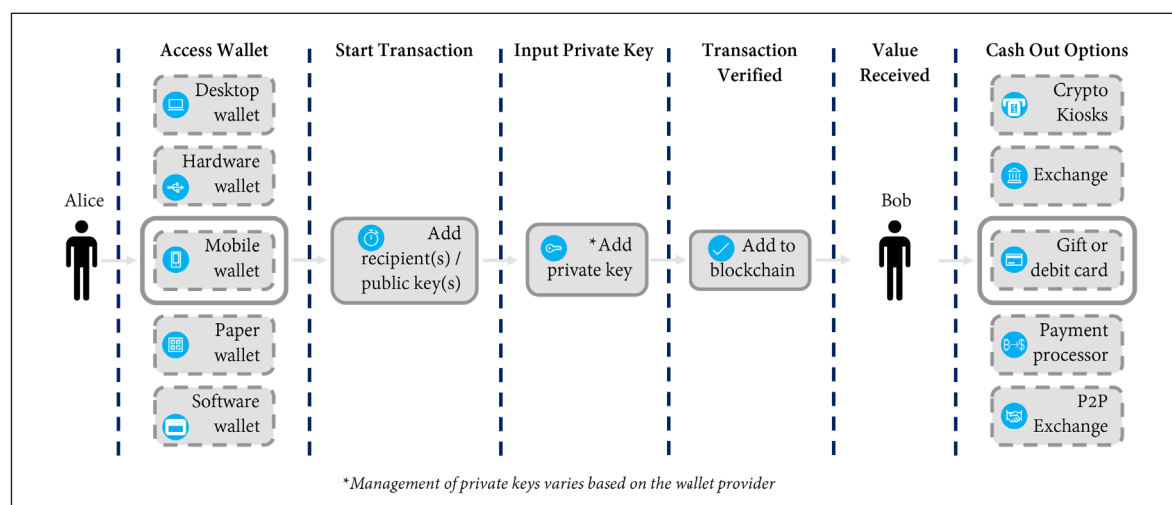 Access Wallet
Start Transaction
Input Private Key
Transaction
Verified
Value
Received
Cash Out Options
Alice
Desktop
wallet
Hardware
wallet
Mobile
wallet
Paper
wallet
Software
wallet
Add
recipient(s) /
public key(s)
*Add
private key
Add to
blockchain
Bob
Crypto
Kiosks
Exchange
Gift or
debit card
B→$
Payment
processor
P2P
Exchange
*Management of private keys varies based on the wallet provider